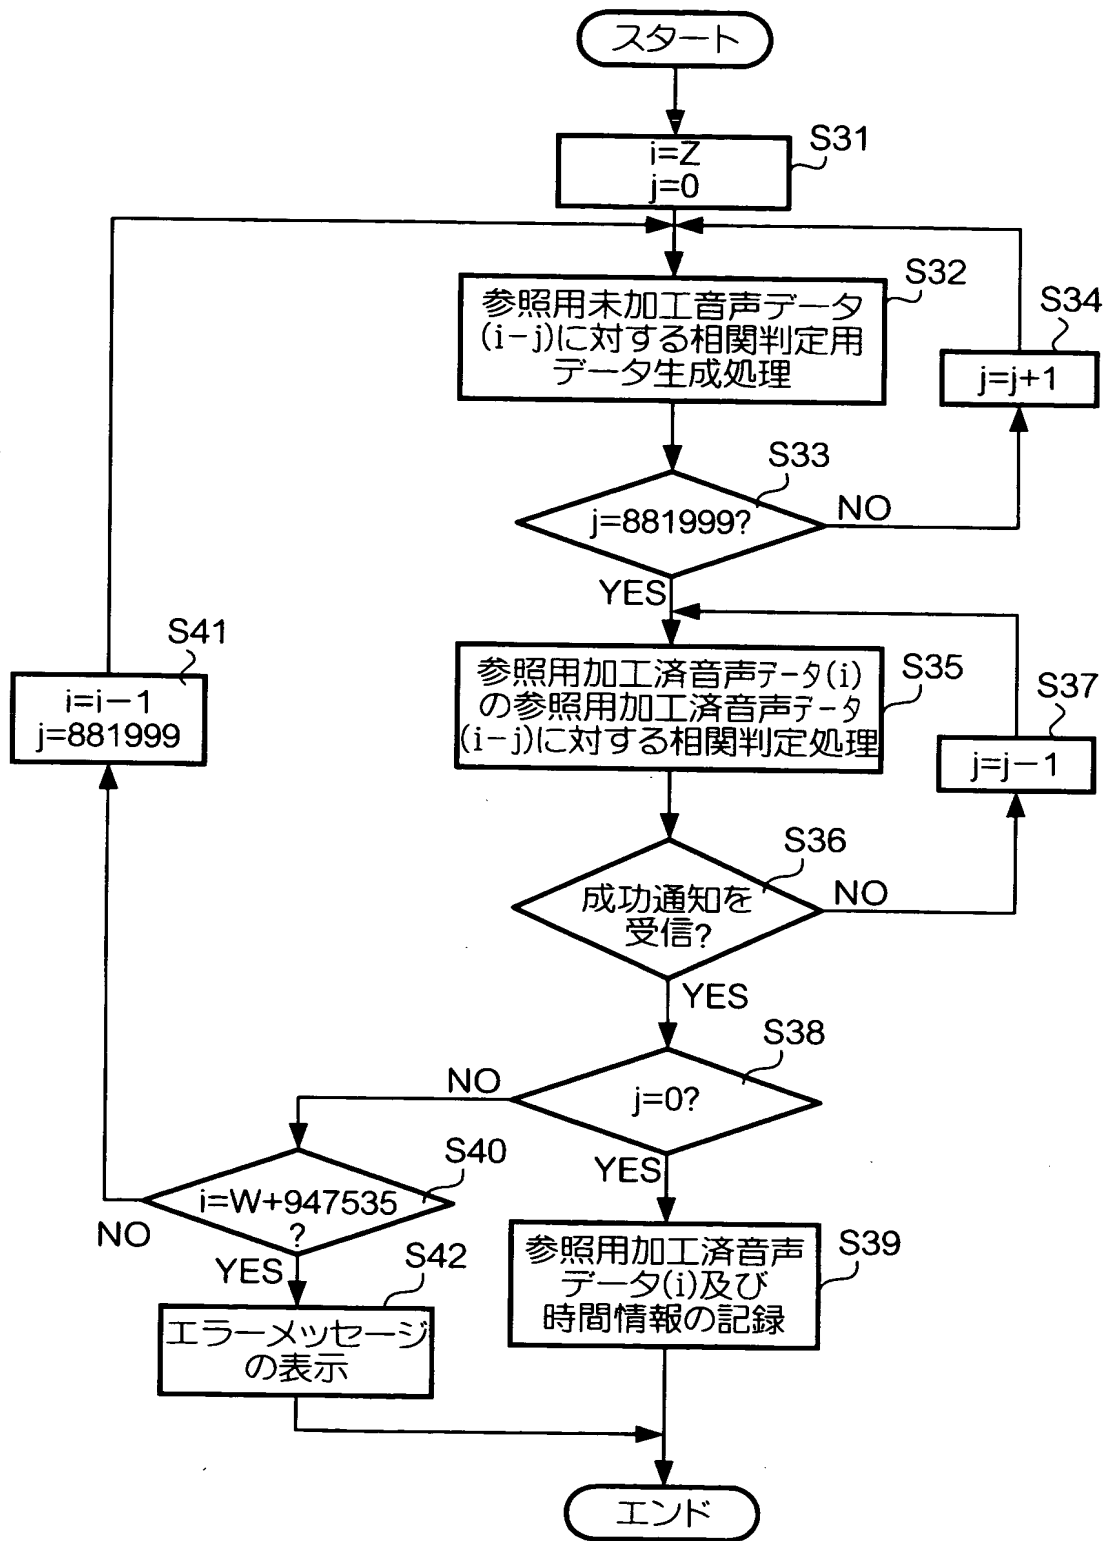 スタート
S31
i=Z
j=0
S32
参照用未加工音声データ
(i−j)に対する相関判定用
データ生成処理
S34
j=j+1
S33
j=881999?
NO
YES
S41
i=i−1
j=881999
S35
参照用加工済音声データ(i)
の参照用加工済音声データ
(i−j)に対する相関判定処理
S37
j=j−1
S36
成功通知を
受信?
NO
YES
S38
j=0?
NO
YES
S40
i=W+947535
?
NO
YES
S42
エラーメッセージ
の表示
S39
参照用加工済音声
データ(i)及び
時間情報の記録
エンド